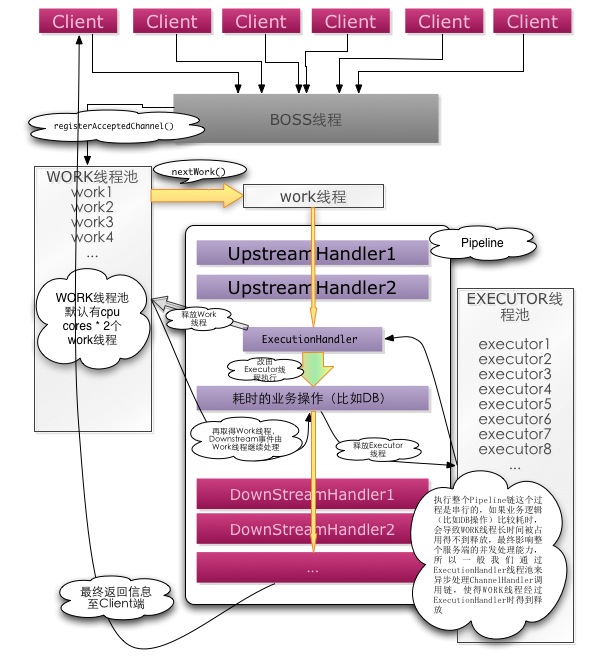 Client Client Client Client Client Client
BOSS线程
registerAcceptedChannel()
WORK线程池
work1
work2
work3
work4
...
WORK线程池
默认有cpu
cores * 2个
work线程
nextWork()
work线程
Pipeline
UpstreamHandler1
UpstreamHandler2
释放Work
线程
ExecutionHandler
改由
Executor线
程执行
耗时的业务操作（比如DB）
再取得Work线程，
Downstream事件由
Work线程继续处理
释放Executor
线程
DownStreamHandler1
DownStreamHandler2
...
EXECUTOR线
程池
executor1
executor2
executor3
executor4
executor5
executor6
executor7
executor8
...
执行整个Pipeline链这个过
程是串行的，如果业务逻辑
（比如DB操作）比较耗时，
会导致WORK线程长时间被占
用得不到释放，最终影响整
个服务端的并发处理能力，
所以一般我们通过
ExecutionHandler线程池来
异步处理ChannelHandler调
用链，使得WORK线程经过
ExecutionHandler时得到释
放
最终返回信息
至Client端